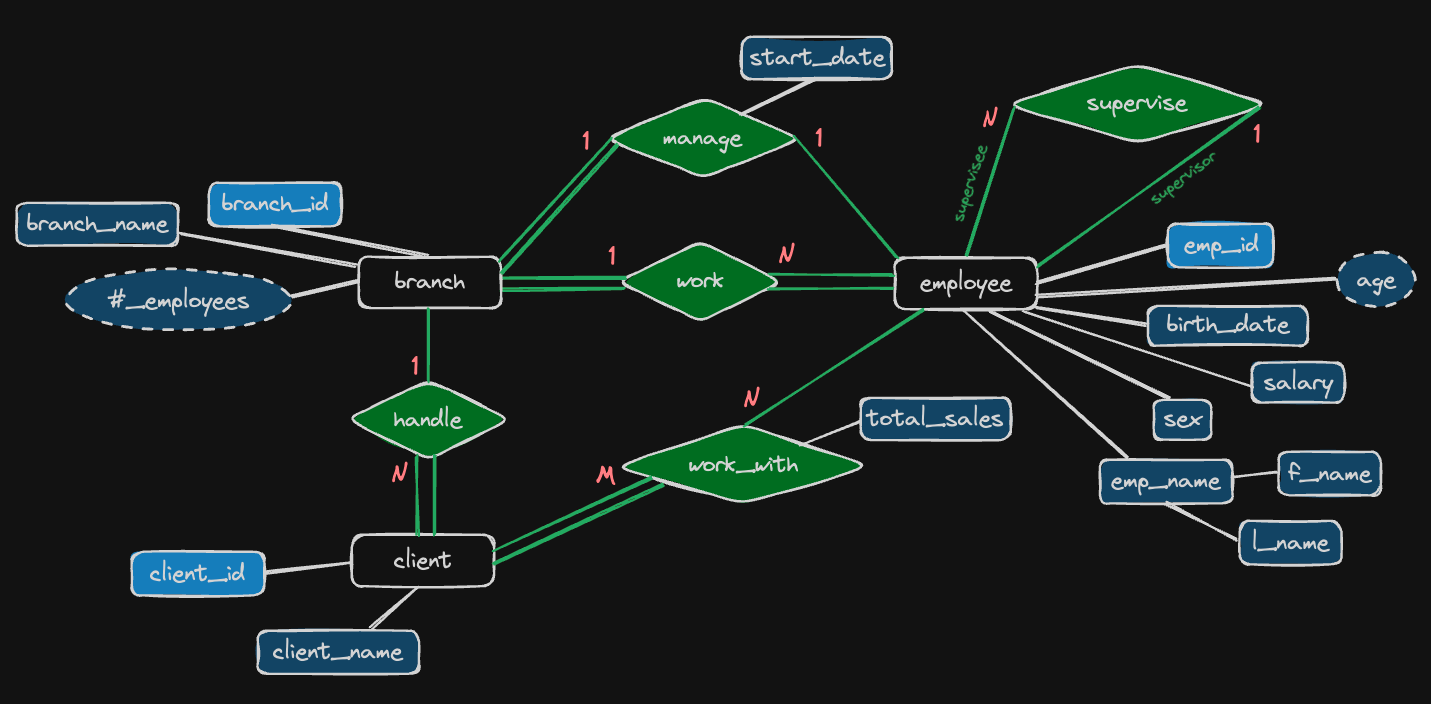 start_date
supervise
manage
1
1
N
1
supervisee
supervisor
branch_id
branch_name
emp_id
#_employees
branch
1
work
N
employee
age
birth_date
1
handle
N
total_sales
salary
sex
N
M
work_with
emp_name
f_name
l_name
client
client_id
client_name